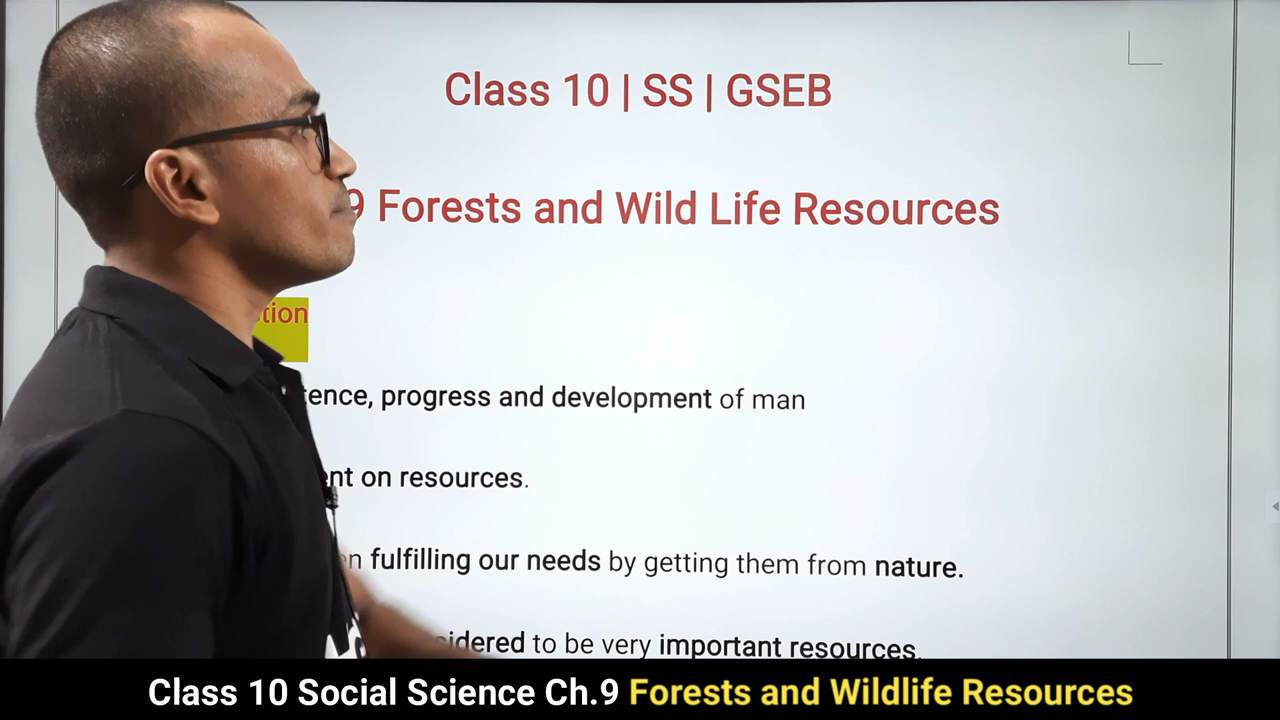 Class 10 | SS | GSEB
9 Forests and Wild Life Resources
tion
tence, progress and development of man
ent on resources.
n fulfilling our needs by getting them from nature.
idered to be very important resources.
Class 10 Social Science Ch.9 Forests and Wildlife Resources